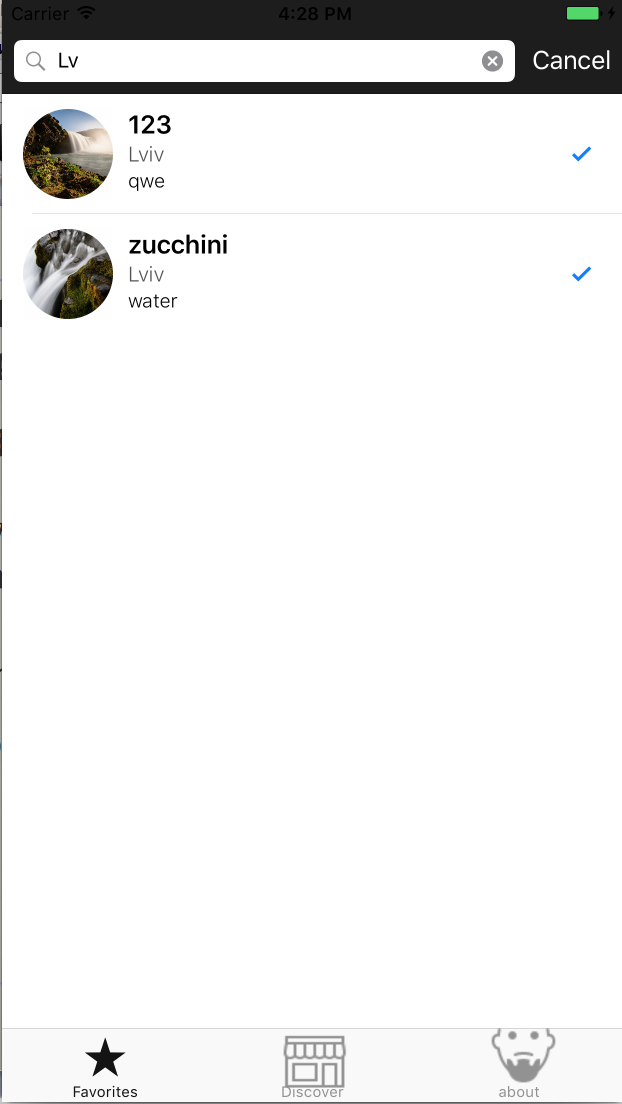 Carrier 4:28 PM
Lv Cancel
123
Lviv
qwe
zucchini
Lviv
water
Favorites Discover about